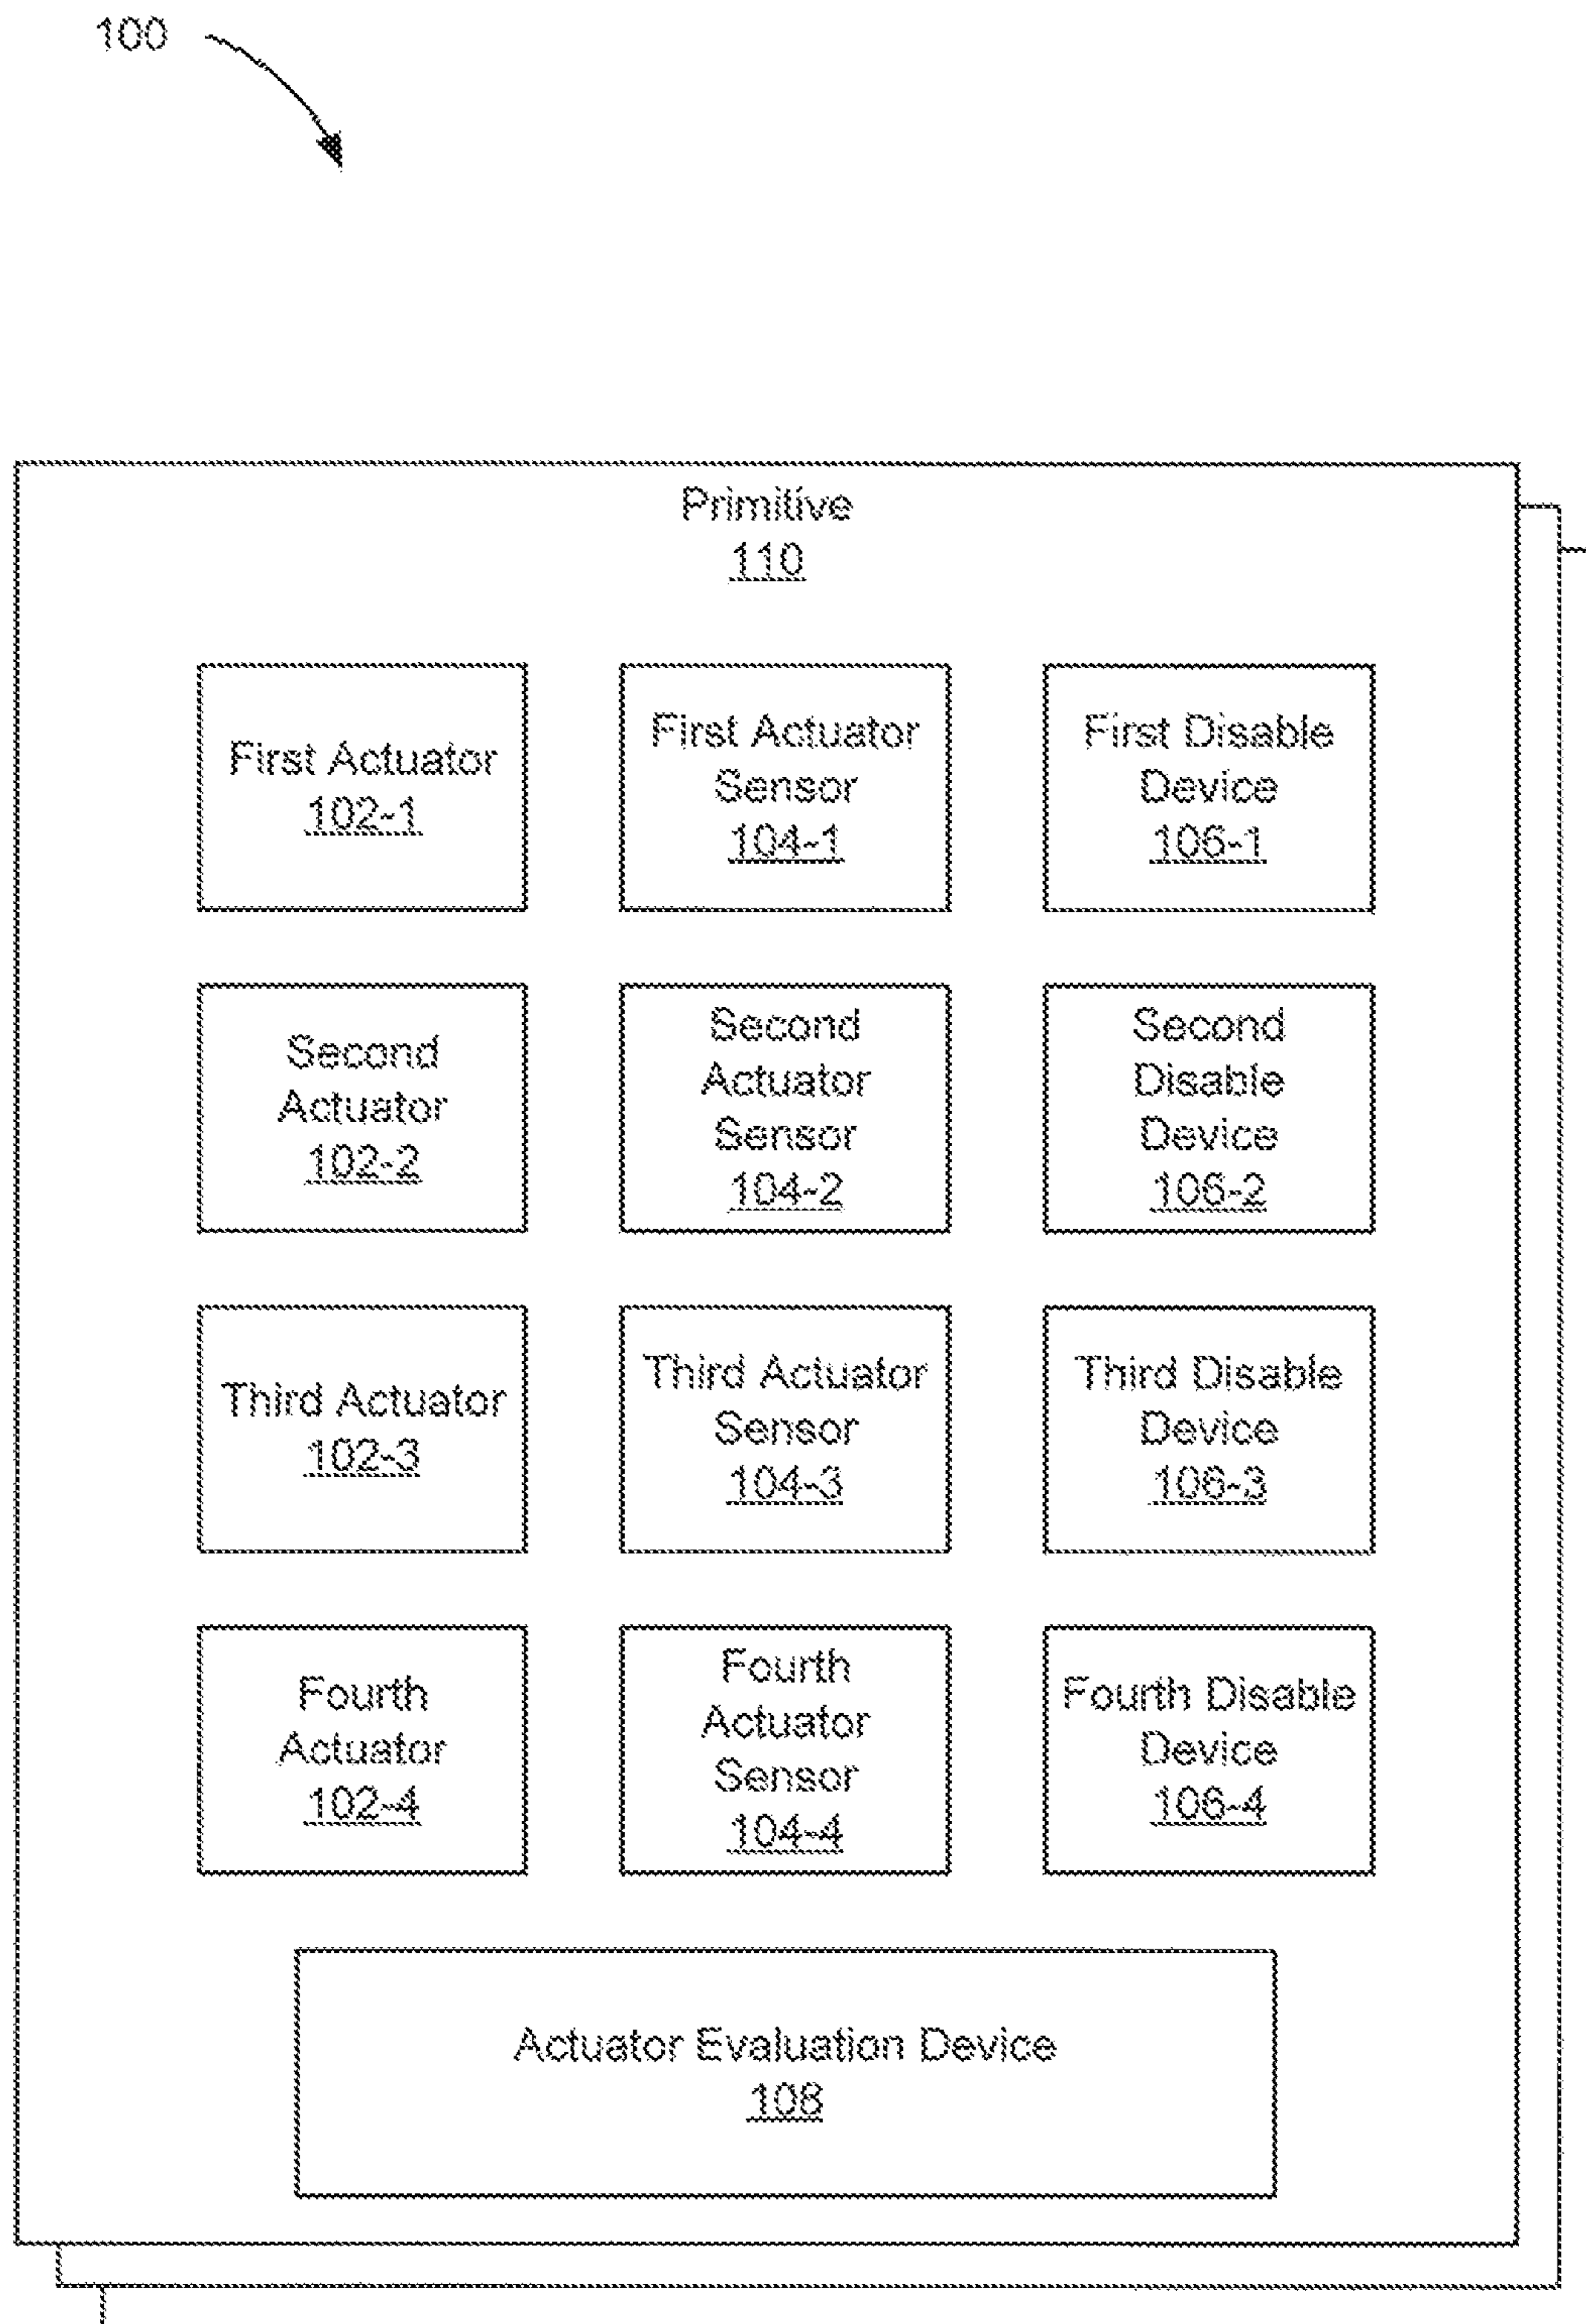 100
Primitive
110
First Actuator
102-1
First Actuator
Sensor
104-1
First Disable
Device
106-1
Second
Actuator
102-2
Second
Actuator
Sensor
104-2
Second
Disable
Device
106-2
Third Actuator
102-3
Third Actuator
Sensor
104-3
Third Disable
Device
106-3
Fourth
Actuator
102-4
Fourth
Actuator
Sensor
104-4
Fourth Disable
Device
106-4
Actuator Evaluation Device
108